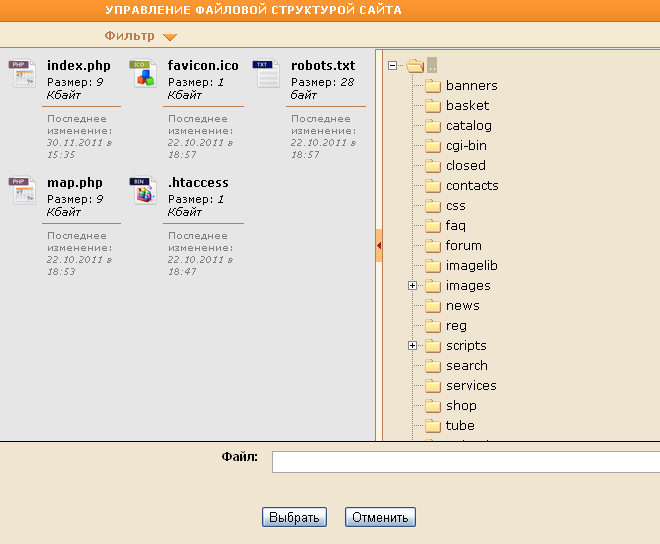 УПРАВЛЕНИЕ ФАЙЛОВОЙ СТРУКТУРОЙ САЙТА
Фильтр
PHP
index.php
Размер: 9
Кбайт
Последнее
изменение:
30.11.2011 в
15:35
ICO
favicon.ico
Размер: 1
Кбайт
Последнее
изменение:
22.10.2011 в
18:57
TXT
robots.txt
Размер: 28
байт
Последнее
изменение:
22.10.2011 в
18:57
PHP
map.php
Размер: 9
Кбайт
Последнее
изменение:
22.10.2011 в
18:53
BIN
.htaccess
Размер: 1
Кбайт
Последнее
изменение:
22.10.2011 в
18:47
..
banners
basket
catalog
cgi-bin
closed
contacts
css
faq
forum
imagelib
images
news
reg
scripts
search
services
shop
tube
Файл:
Выбрать
Отменить